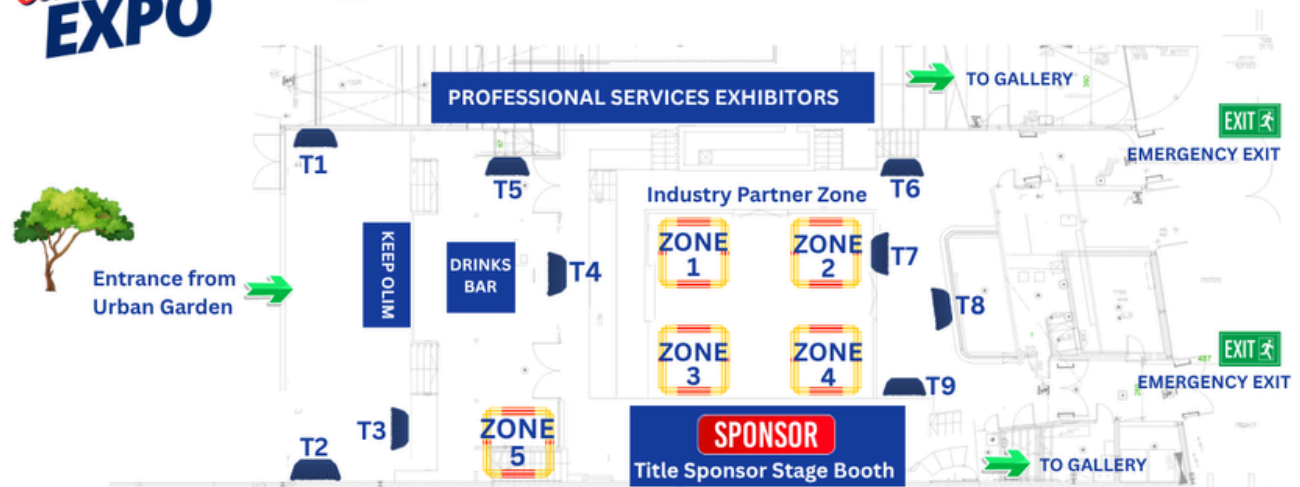 EXPO
PROFESSIONAL SERVICES EXHIBITORS
TO GALLERY
EXIT
EMERGENCY EXIT
T1
T5
T6
Industry Partner Zone
KEEP OLIM
DRINKS
BAR
T4
ZONE
1
ZONE
2
T7
Entrance from
Urban Garden
T8
ZONE
3
ZONE
4
T9
EXIT
EMERGENCY EXIT
T2
T3
ZONE
5
SPONSOR
Title Sponsor Stage Booth
TO GALLERY